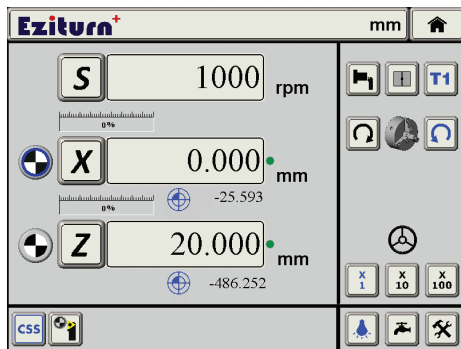 Eziturn+ mm
S 1000 rpm
T1
0%
X 0.000 mm
-25.593
0%
Z 20.000 mm
-486.252
X 1 X 10 X 100
CSS